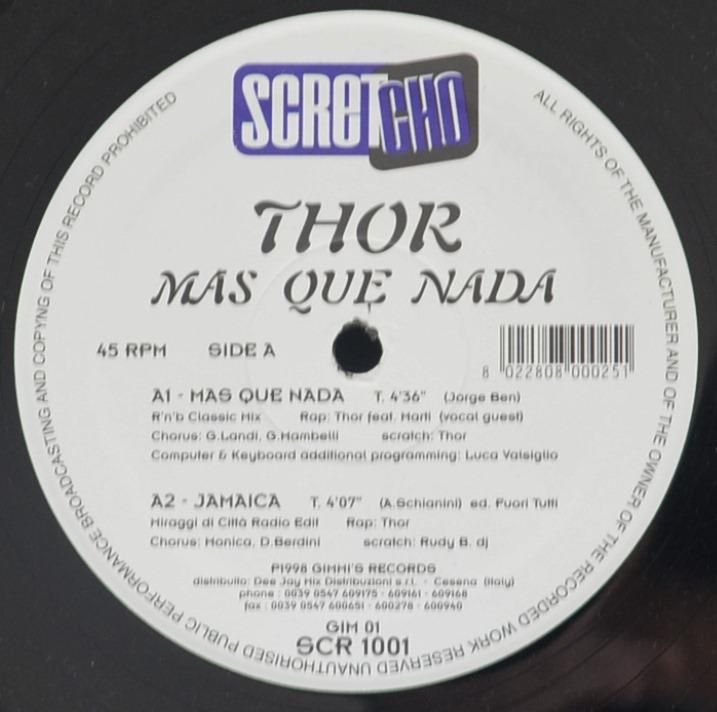 SCRETCHO
THOR
MAS QUE NADA
45 RPM SIDE A
8 022808 000251
A1 - MAS QUE NADA T. 4'36" (Jorge Ben)
R'n'b Classic Mix Rap: Thor feat. Marti (vocal guest)
Chorus: G.Landi, G.Mambelli scratch: Thor
Computer & Keyboard additional programming: Luca Valsiglio
A2 - JAMAICA T. 4'07" (A.Schianini) ed. Fuori Tutti
Miraggi di Città Radio Edit Rap: Thor
Chorus: Monica, D.Berdini scratch: Rudy B. dj
P1998 GIMMI'S RECORDS
distribuito: Dee Jay Mix Distribuzioni s.r.l. - Cesena (Italy)
phone : 0039 0547 609175 - 609161 - 609168
fax : 0039 0547 600651 - 600278 - 600940
GIM 01
SCR 1001
ALL RIGHTS OF THE MANUFACTURER AND OF THE OWNER OF THE RECORDED WORK RESERVED UNAUTHORISED PUBLIC PERFORMANCE BROADCASTING AND COPYNG OF THIS RECORD PROHIBITED